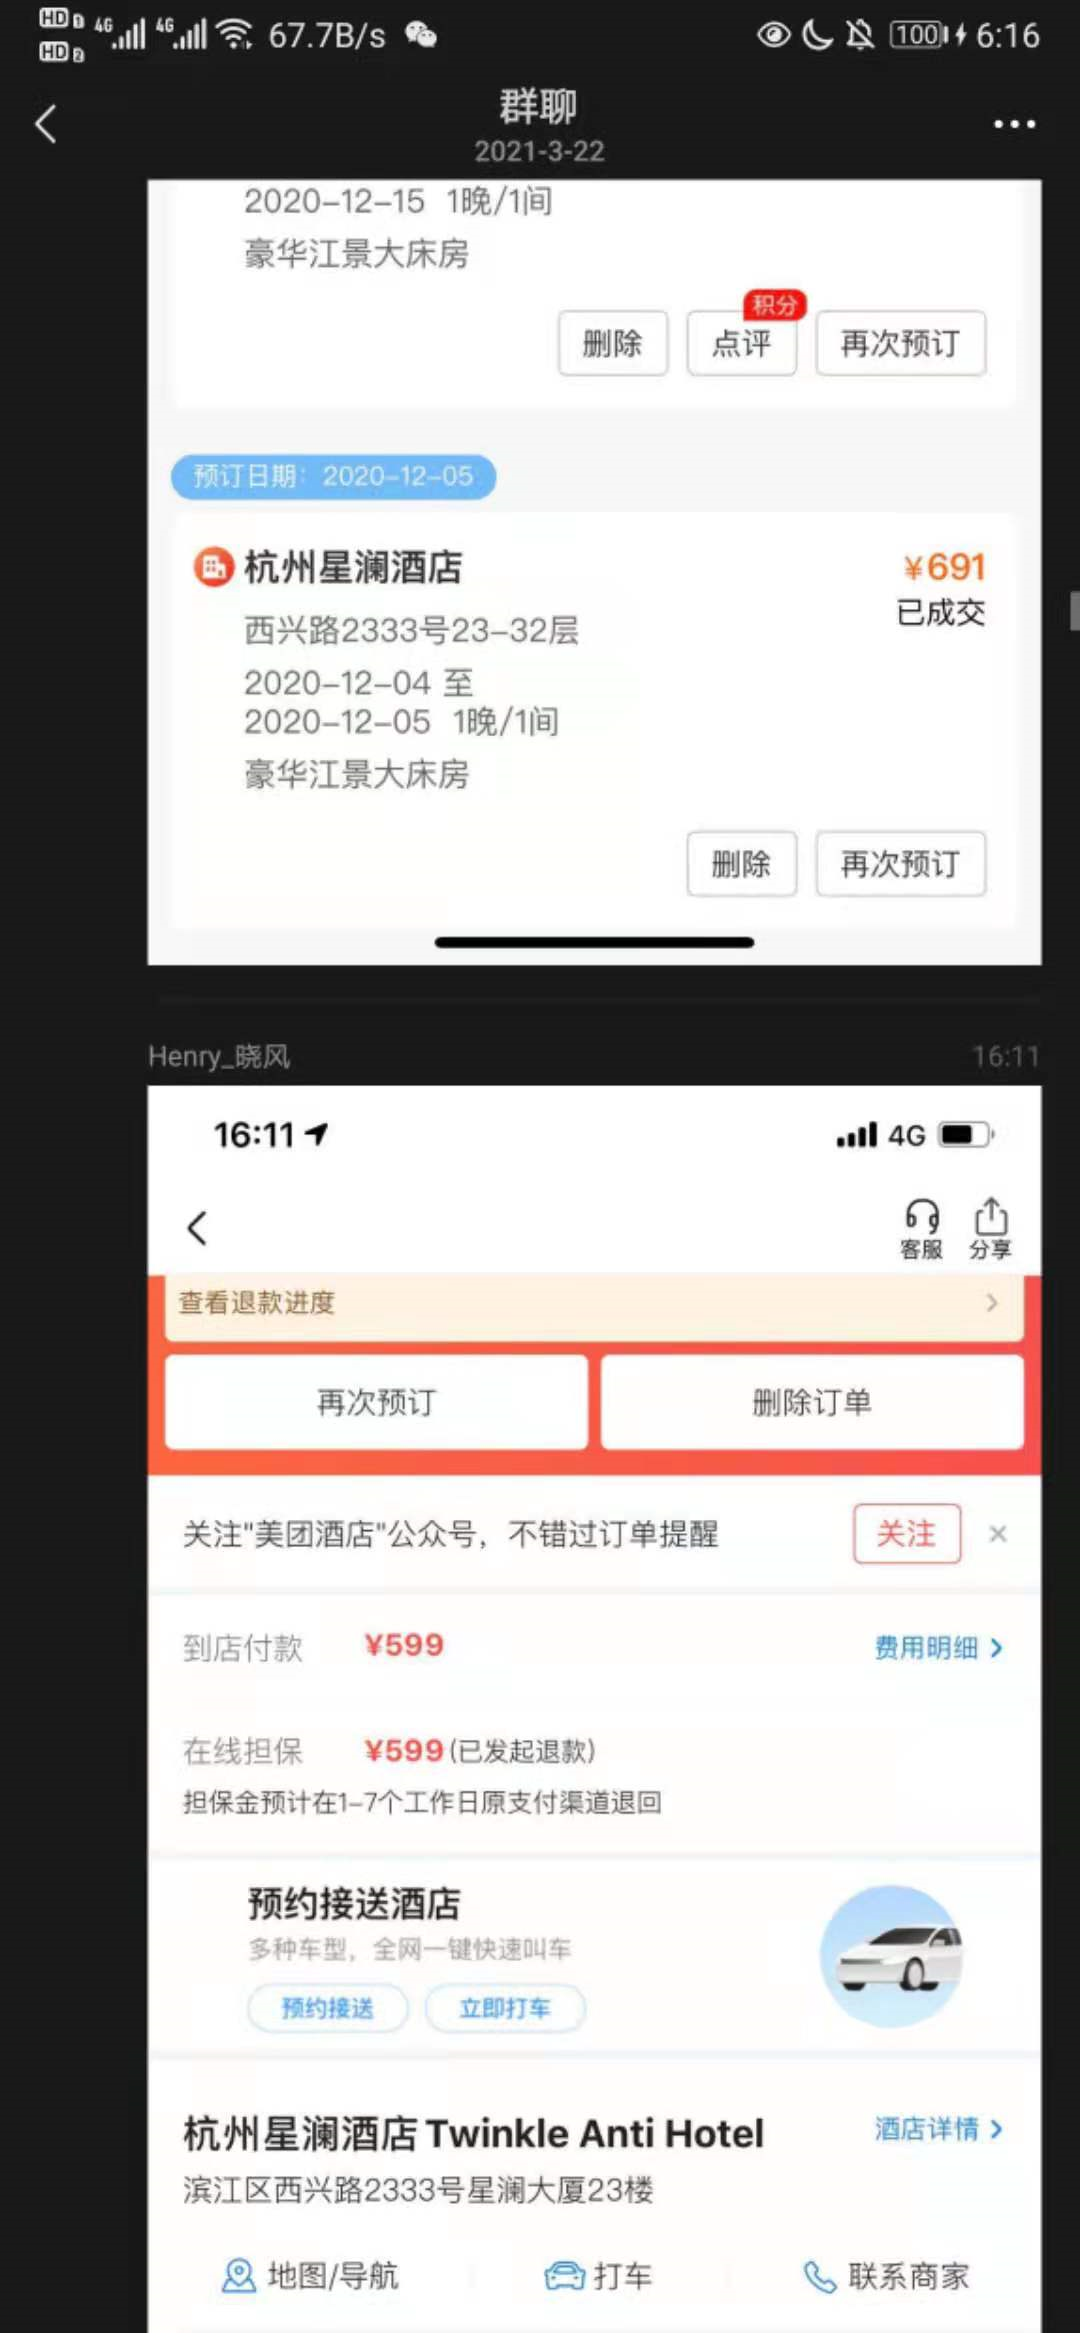 HD 1 4G 4G 67.7B/s 100 6:16
HD 2
群聊
2021-3-22
2020-12-15 1晚/1间
豪华江景大床房
积分
删除 点评 再次预订
预订日期：2020-12-05
杭州星澜酒店 ¥691
已成交
西兴路2333号23-32层
2020-12-04 至
2020-12-05 1晚/1间
豪华江景大床房
删除 再次预订
Henry_晓风 16:11
16:11 4G
客服 分享
查看退款进度
再次预订 删除订单
关注"美团酒店"公众号，不错过订单提醒 关注
到店付款 ¥599 费用明细
在线担保 ¥599(已发起退款)
担保金预计在1-7个工作日原支付渠道退回
预约接送酒店
多种车型，全网一键快速叫车
预约接送 立即打车
杭州星澜酒店 Twinkle Anti Hotel 酒店详情
滨江区西兴路2333号星澜大厦23楼
地图/导航 打车 联系商家